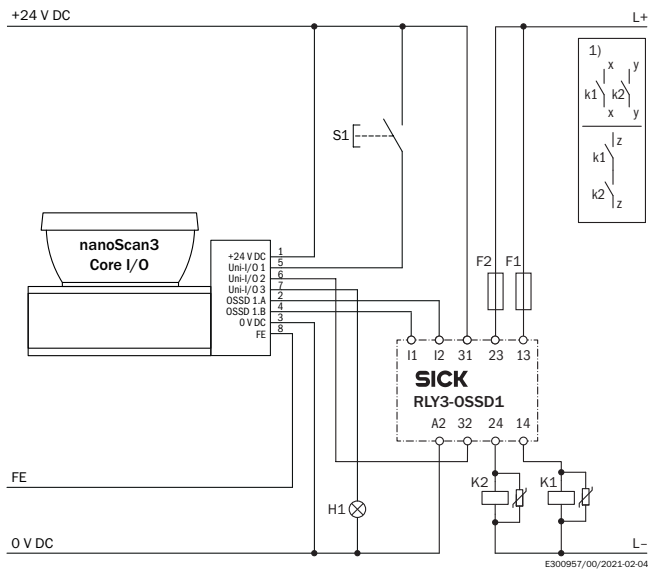 +24 V DC
L+
1)
x y
k1 k2
x y
z
k1
k2
z
S1
nanoScan3
Core I/O
+24 V DC 1
Uni-I/O 1 5
Uni-I/O 2 6
Uni-I/O 3 7
OSSD 1.A 2
OSSD 1.B 4
0 V DC 3
FE 8
F2 F1
I1 I2 31 23 13
SICK
RLY3-OSSD1
A2 32 24 14
FE
K2 K1
H1
0 V DC
L–
E300957/00/2021-02-04